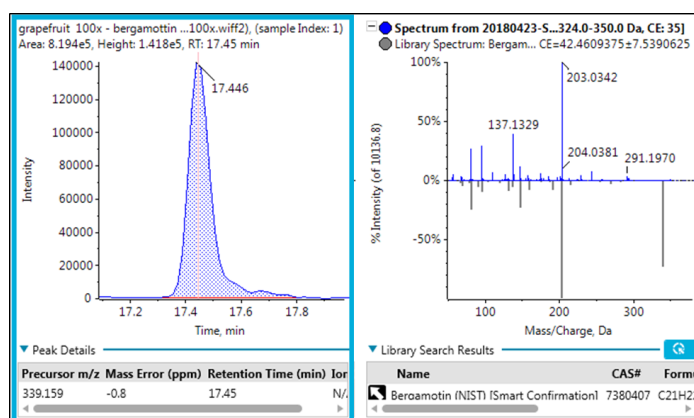 grapefruit 100x - bergamottin ...100x.wiff2), (sample Index: 1)
Area: 8.194e5, Height: 1.418e5, RT: 17.45 min
140000
120000
100000
80000
60000
40000
20000
0
Intensity
17.446
17.2 17.4 17.6 17.8
Time, min
Peak Details
Precursor m/z Mass Error (ppm) Retention Time (min) Ior
339.159 -0.8 17.45 N/.
Spectrum from 20180423-S...324.0-350.0 Da, CE: 35]
Library Spectrum: Bergam... CE=42.4609375±7.5390625
100%
50%
0%
-50%
% Intensity (of 10136.8)
203.0342
137.1329
204.0381
291.1970
100 200 300
Mass/Charge, Da
Library Search Results
Name CAS# Formu
Bergamottin (NIST) [Smart Confirmation] 7380407 C21H2